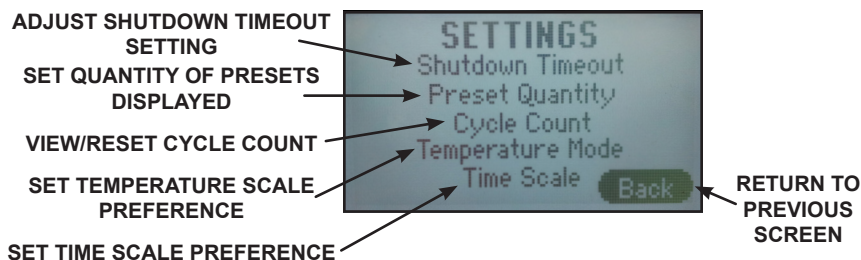 ADJUST SHUTDOWN TIMEOUT
SETTING
SET QUANTITY OF PRESETS
DISPLAYED
VIEW/RESET CYCLE COUNT
SET TEMPERATURE SCALE
PREFERENCE
SET TIME SCALE PREFERENCE
SETTINGS
Shutdown Timeout
Preset Quantity
Cycle Count
Temperature Mode
Time Scale
Back
RETURN TO
PREVIOUS
SCREEN